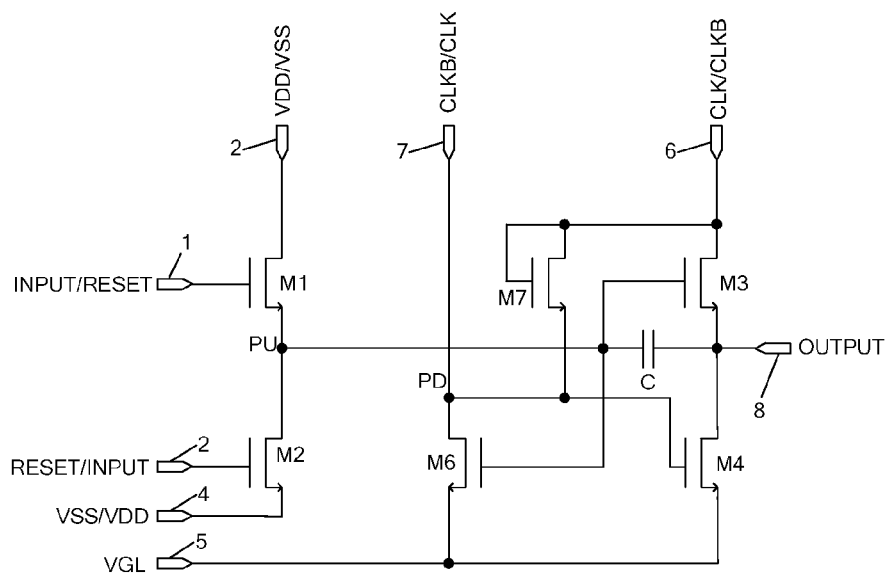 VDD/VSS
CLKB/CLK
CLK/CLKB
2
7
6
1
INPUT/RESET
M1
M7
M3
PU
OUTPUT
C
8
PD
2
RESET/INPUT
M2
M6
M4
4
VSS/VDD
5
VGL